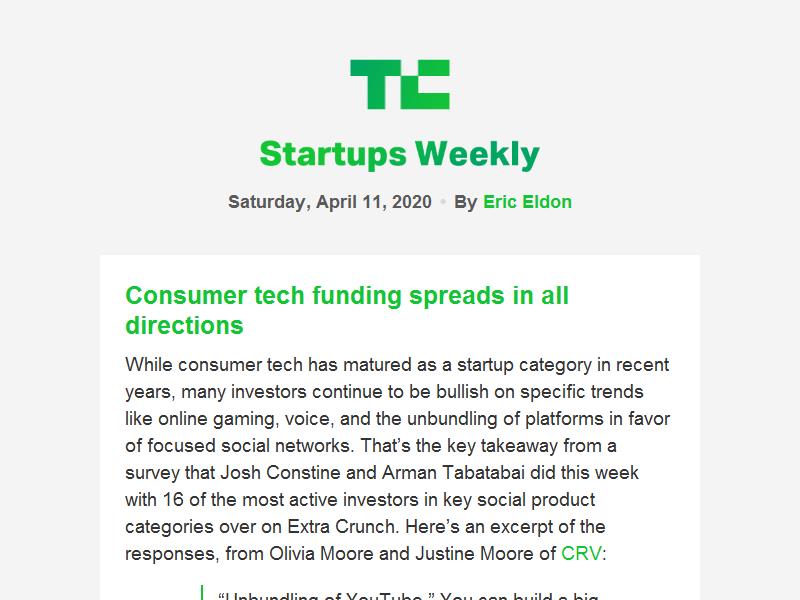 TC
Startups Weekly
Saturday, April 11, 2020 • By Eric Eldon
Consumer tech funding spreads in all
directions
While consumer tech has matured as a startup category in recent
years, many investors continue to be bullish on specific trends
like online gaming, voice, and the unbundling of platforms in favor
of focused social networks. That’s the key takeaway from a
survey that Josh Constine and Arman Tabatabai did this week
with 16 of the most active investors in key social product
categories over on Extra Crunch. Here’s an excerpt of the
responses, from Olivia Moore and Justine Moore of CRV:
“Unbundling of YouTube.” You can build a big